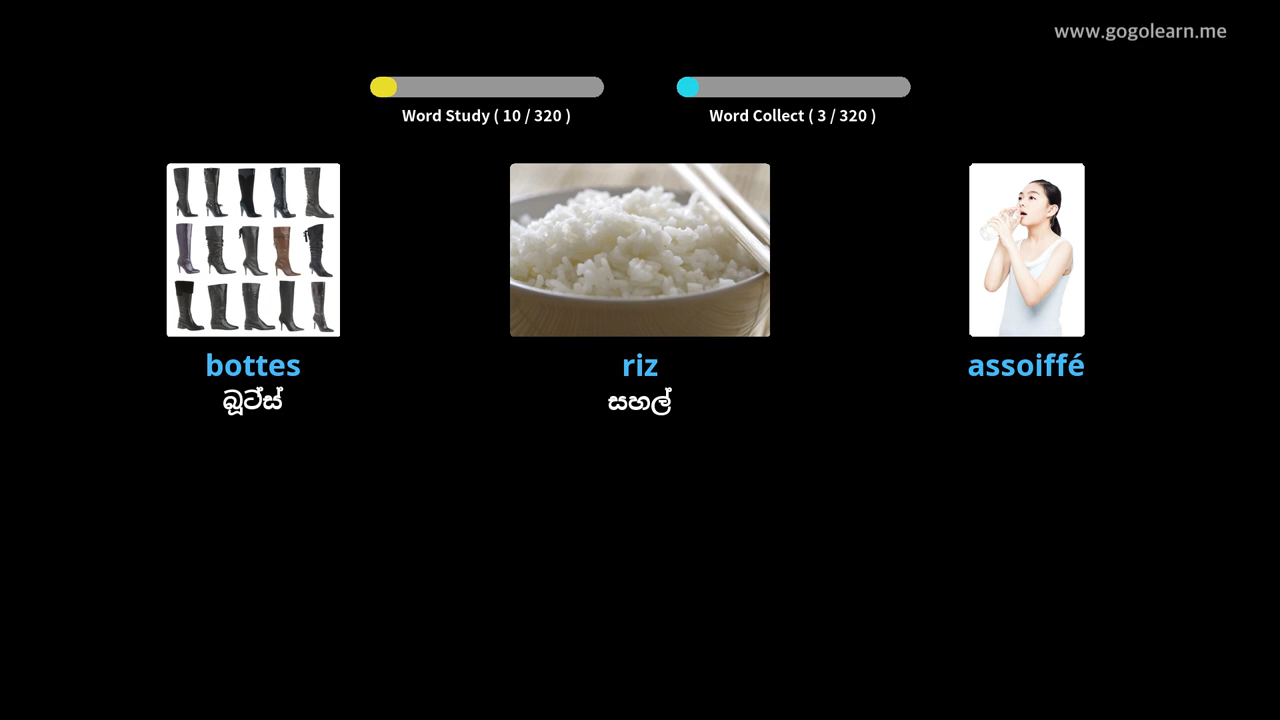 www.gogolearn.me
Word Study ( 10 / 320 )
Word Collect ( 3 / 320 )
bottes
බූට්ස්
riz
සහල්
assoiffé